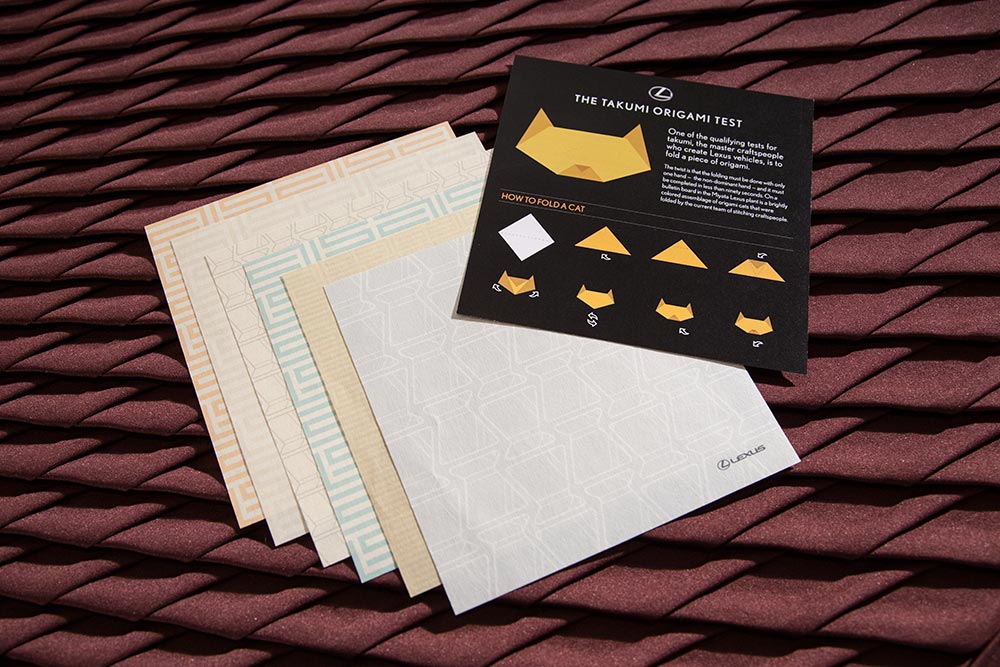 THE TAKUMI ORIGAMI TEST
One of the qualifying tests for
takumi, the master craftspeople
who create Lexus vehicles, is to
fold a piece of origami.
The twist is that the folding must be done with only
one hand – the non-dominant hand – and it must
be completed in less than ninety seconds. On a
bulletin board in the Miyata Lexus plant is a brightly
colored assemblage of origami cats that were
folded by the current team of stitching craftspeople.
HOW TO FOLD A CAT
LEXUS